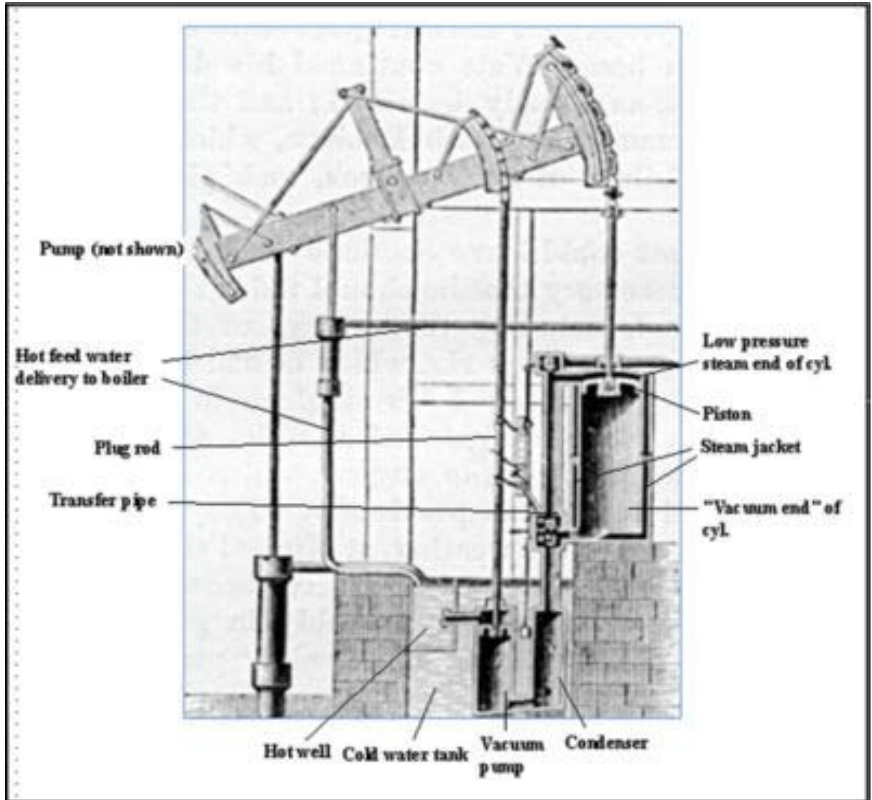 Pump (not shown)
Hot feed water
delivery to boiler
Plug rod
Transfer pipe
Low pressure
steam end of cyl.
Piston
Steam jacket
"Vacuum end" of
cyl.
Hot well
Cold water tank
Vacuum
pump
Condenser